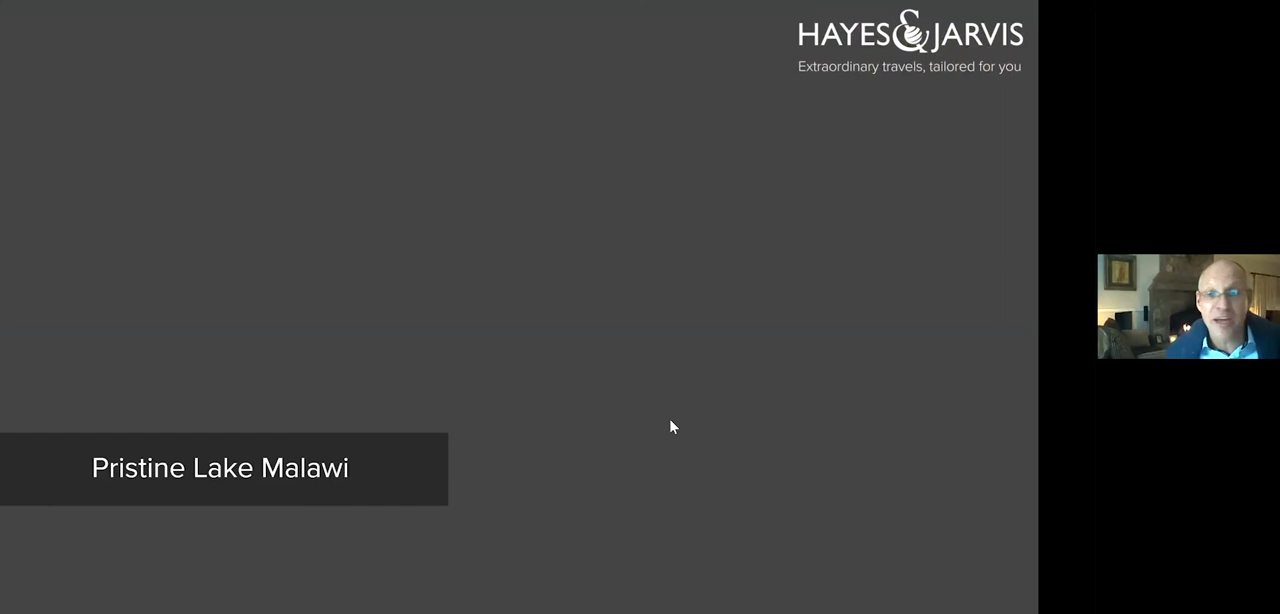 HAYES & JARVIS
Extraordinary travels, tailored for you
Pristine Lake Malawi